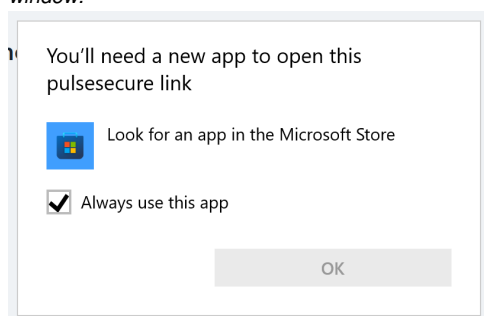 window.
You'll need a new app to open this
pulsesecure link
Look for an app in the Microsoft Store
Always use this app
OK